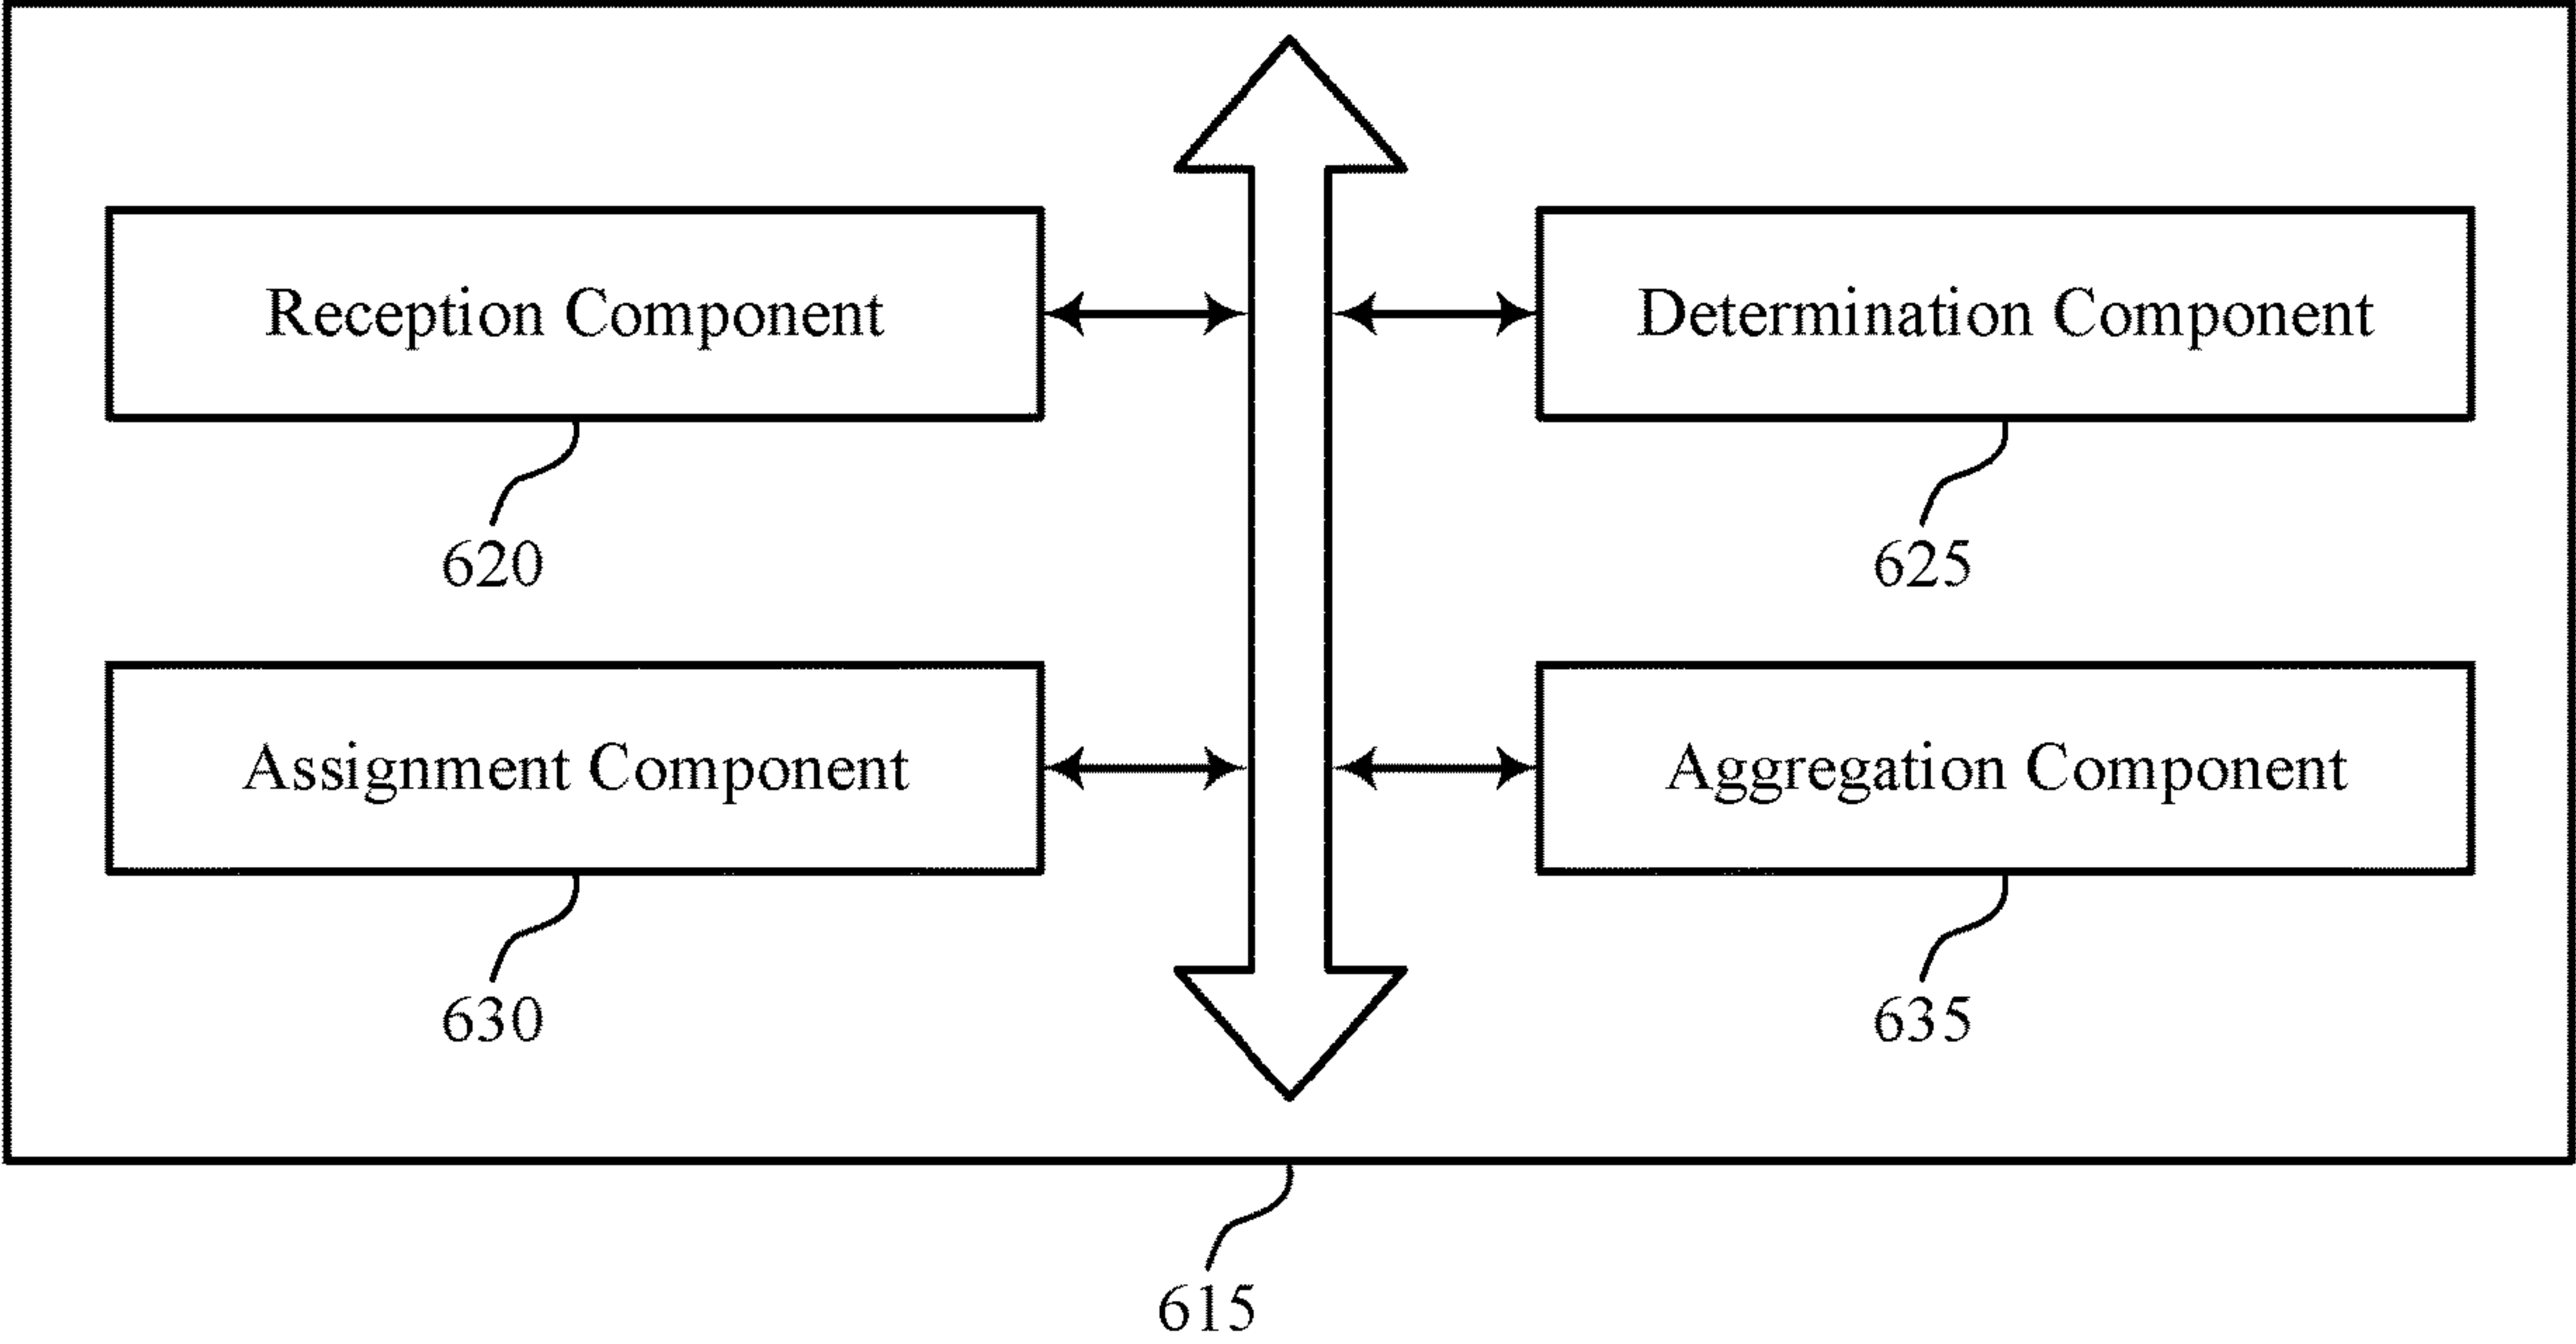 Reception Component
Determination Component
620
625
Assignment Component
Aggregation Component
630
635
615